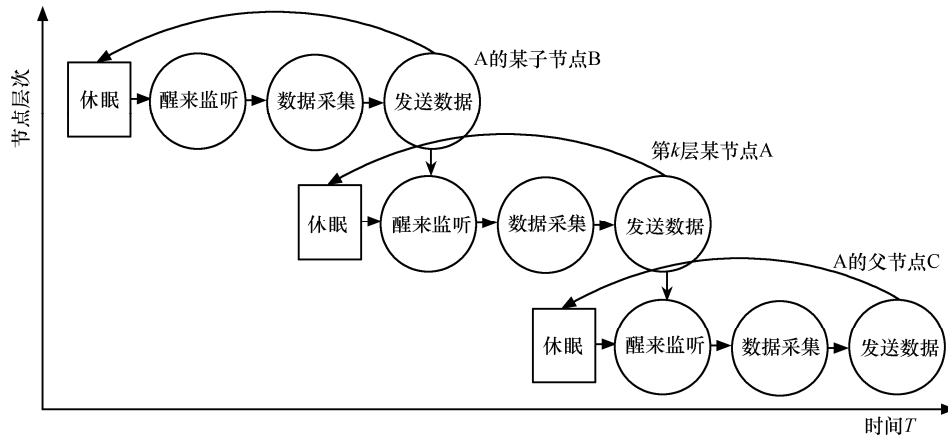 节点层次
A的某子节点B
休眠
醒来监听
数据采集
发送数据
第k层某节点A
休眠
醒来监听
数据采集
发送数据
A的父节点C
休眠
醒来监听
数据采集
发送数据
时间T